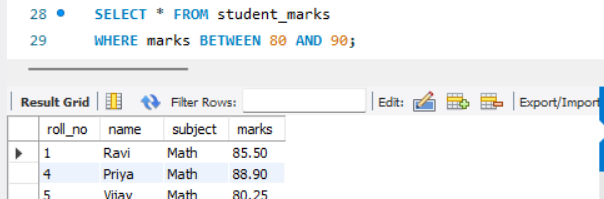 28 SELECT * FROM student_marks
29 WHERE marks BETWEEN 80 AND 90;
Result Grid Filter Rows: Edit: Export/Import
roll_no name subject marks
1 Ravi Math 85.50
4 Priya Math 88.90
5 Vijay Math 80.25